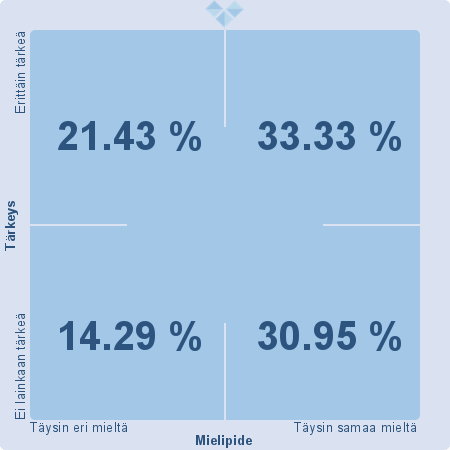 Erittäin tärkeä
21.43 %
33.33 %
Tärkeys
14.29 %
30.95 %
Ei lainkaan tärkeä
Täysin eri mieltä
Täysin samaa mieltä
Mielipide